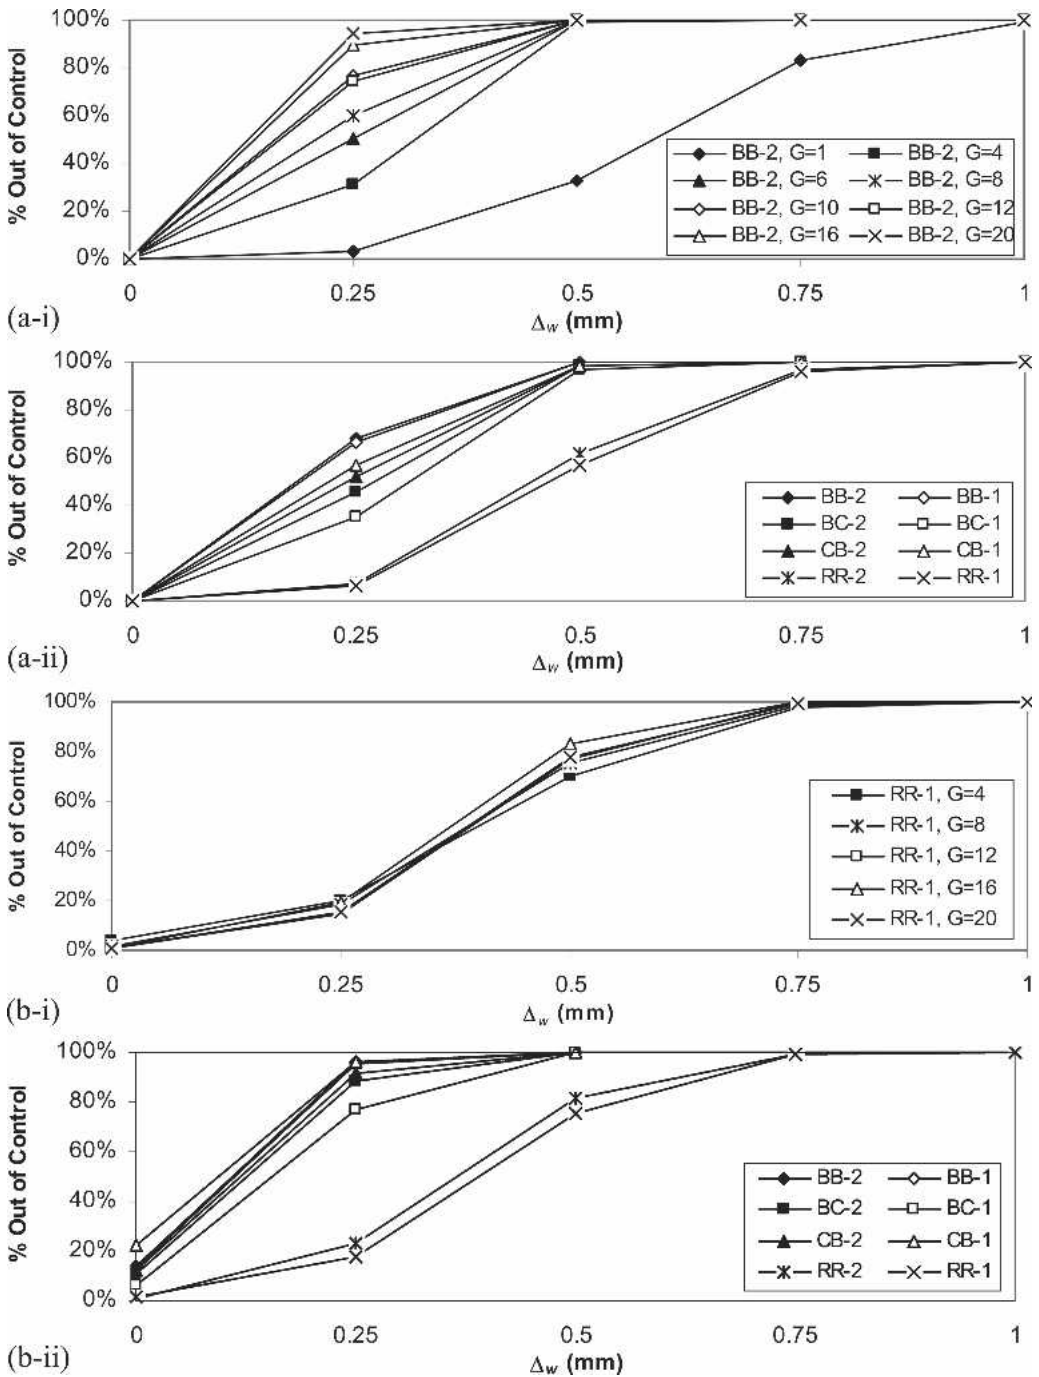 100%
80%
60%
40%
20%
0%
% Out of Control
BB-2, G=1
BB-2, G=4
BB-2, G=6
BB-2, G=8
BB-2, G=10
BB-2, G=12
BB-2, G=16
BB-2, G=20
0 0.25 0.5 0.75 1
Δw (mm)
(a-i)
100%
80%
60%
40%
20%
0%
% Out of Control
BB-2
BB-1
BC-2
BC-1
CB-2
CB-1
RR-2
RR-1
0 0.25 0.5 0.75 1
Δw (mm)
(a-ii)
100%
80%
60%
40%
20%
0%
% Out of Control
RR-1, G=4
RR-1, G=8
RR-1, G=12
RR-1, G=16
RR-1, G=20
0 0.25 0.5 0.75 1
Δw (mm)
(b-i)
100%
80%
60%
40%
20%
0%
% Out of Control
BB-2
BB-1
BC-2
BC-1
CB-2
CB-1
RR-2
RR-1
0 0.25 0.5 0.75 1
Δw (mm)
(b-ii)